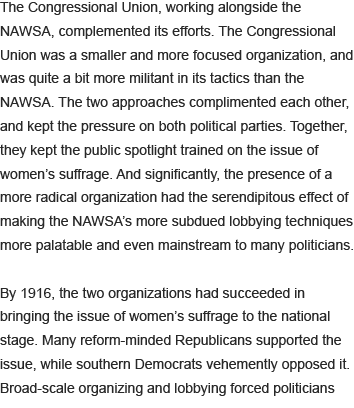 The Congressional Union, working alongside the
NAWSA, complemented its efforts. The Congressional
Union was a smaller and more focused organization, and
was quite a bit more militant in its tactics than the
NAWSA. The two approaches complimented each other,
and kept the pressure on both political parties. Together,
they kept the public spotlight trained on the issue of
women’s suffrage. And significantly, the presence of a
more radical organization had the serendipitous effect of
making the NAWSA’s more subdued lobbying techniques
more palatable and even mainstream to many politicians.
By 1916, the two organizations had succeeded in
bringing the issue of women’s suffrage to the national
stage. Many reform-minded Republicans supported the
issue, while southern Democrats vehemently opposed it.
Broad-scale organizing and lobbying forced politicians